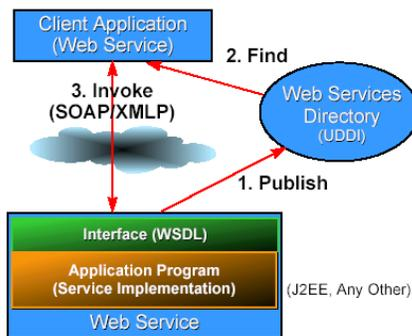 Client Application
(Web Service)
2. Find
3. Invoke
(SOAP/XMLP)
Web Services
Directory
(UDDI)
1. Publish
Interface (WSDL)
Application Program
(Service Implementation)
(J2EE, Any Other)
Web Service